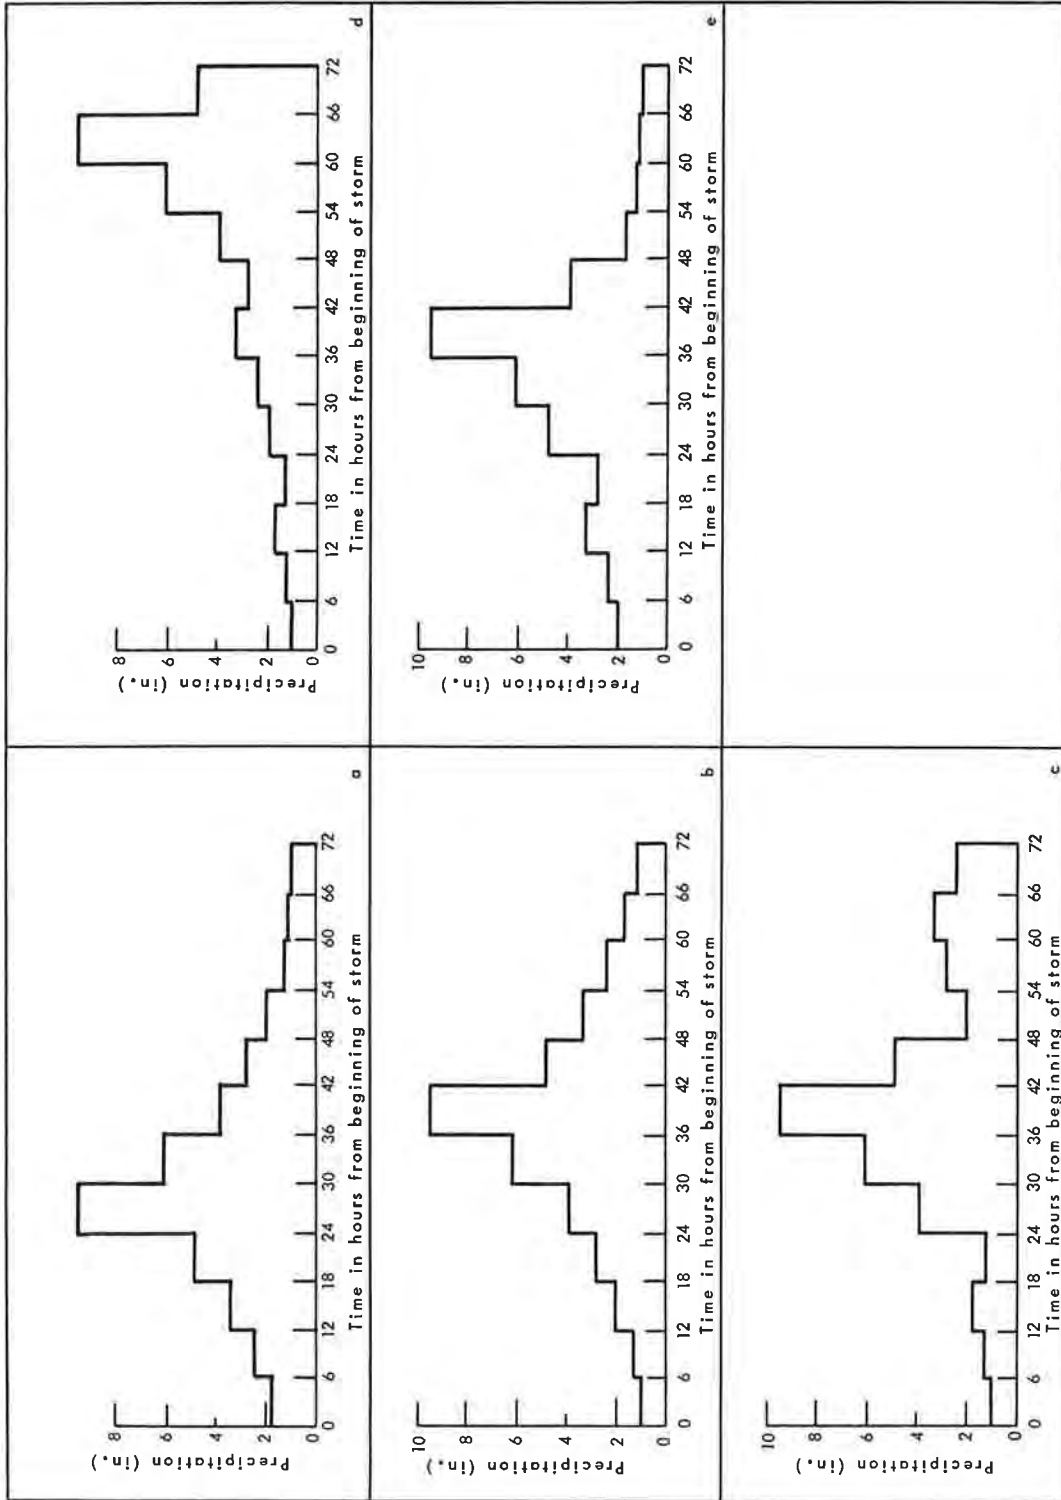 Precipitation (in.)
8
6
4
2
0
0 6 12 18 24 30 36 42 48 54 60 66 72
Time in hours from beginning of storm
a
Precipitation (in.)
10
8
6
4
2
0
0 6 12 18 24 30 36 42 48 54 60 66 72
Time in hours from beginning of storm
b
Precipitation (in.)
10
8
6
4
2
0
0 6 12 18 24 30 36 42 48 54 60 66 72
Time in hours from beginning of storm
c
Precipitation (in.)
8
6
4
2
0
0 6 12 18 24 30 36 42 48 54 60 66 72
Time in hours from beginning of storm
d
Precipitation (in.)
10
8
6
4
2
0
0 6 12 18 24 30 36 42 48 54 60 66 72
Time in hours from beginning of storm
e